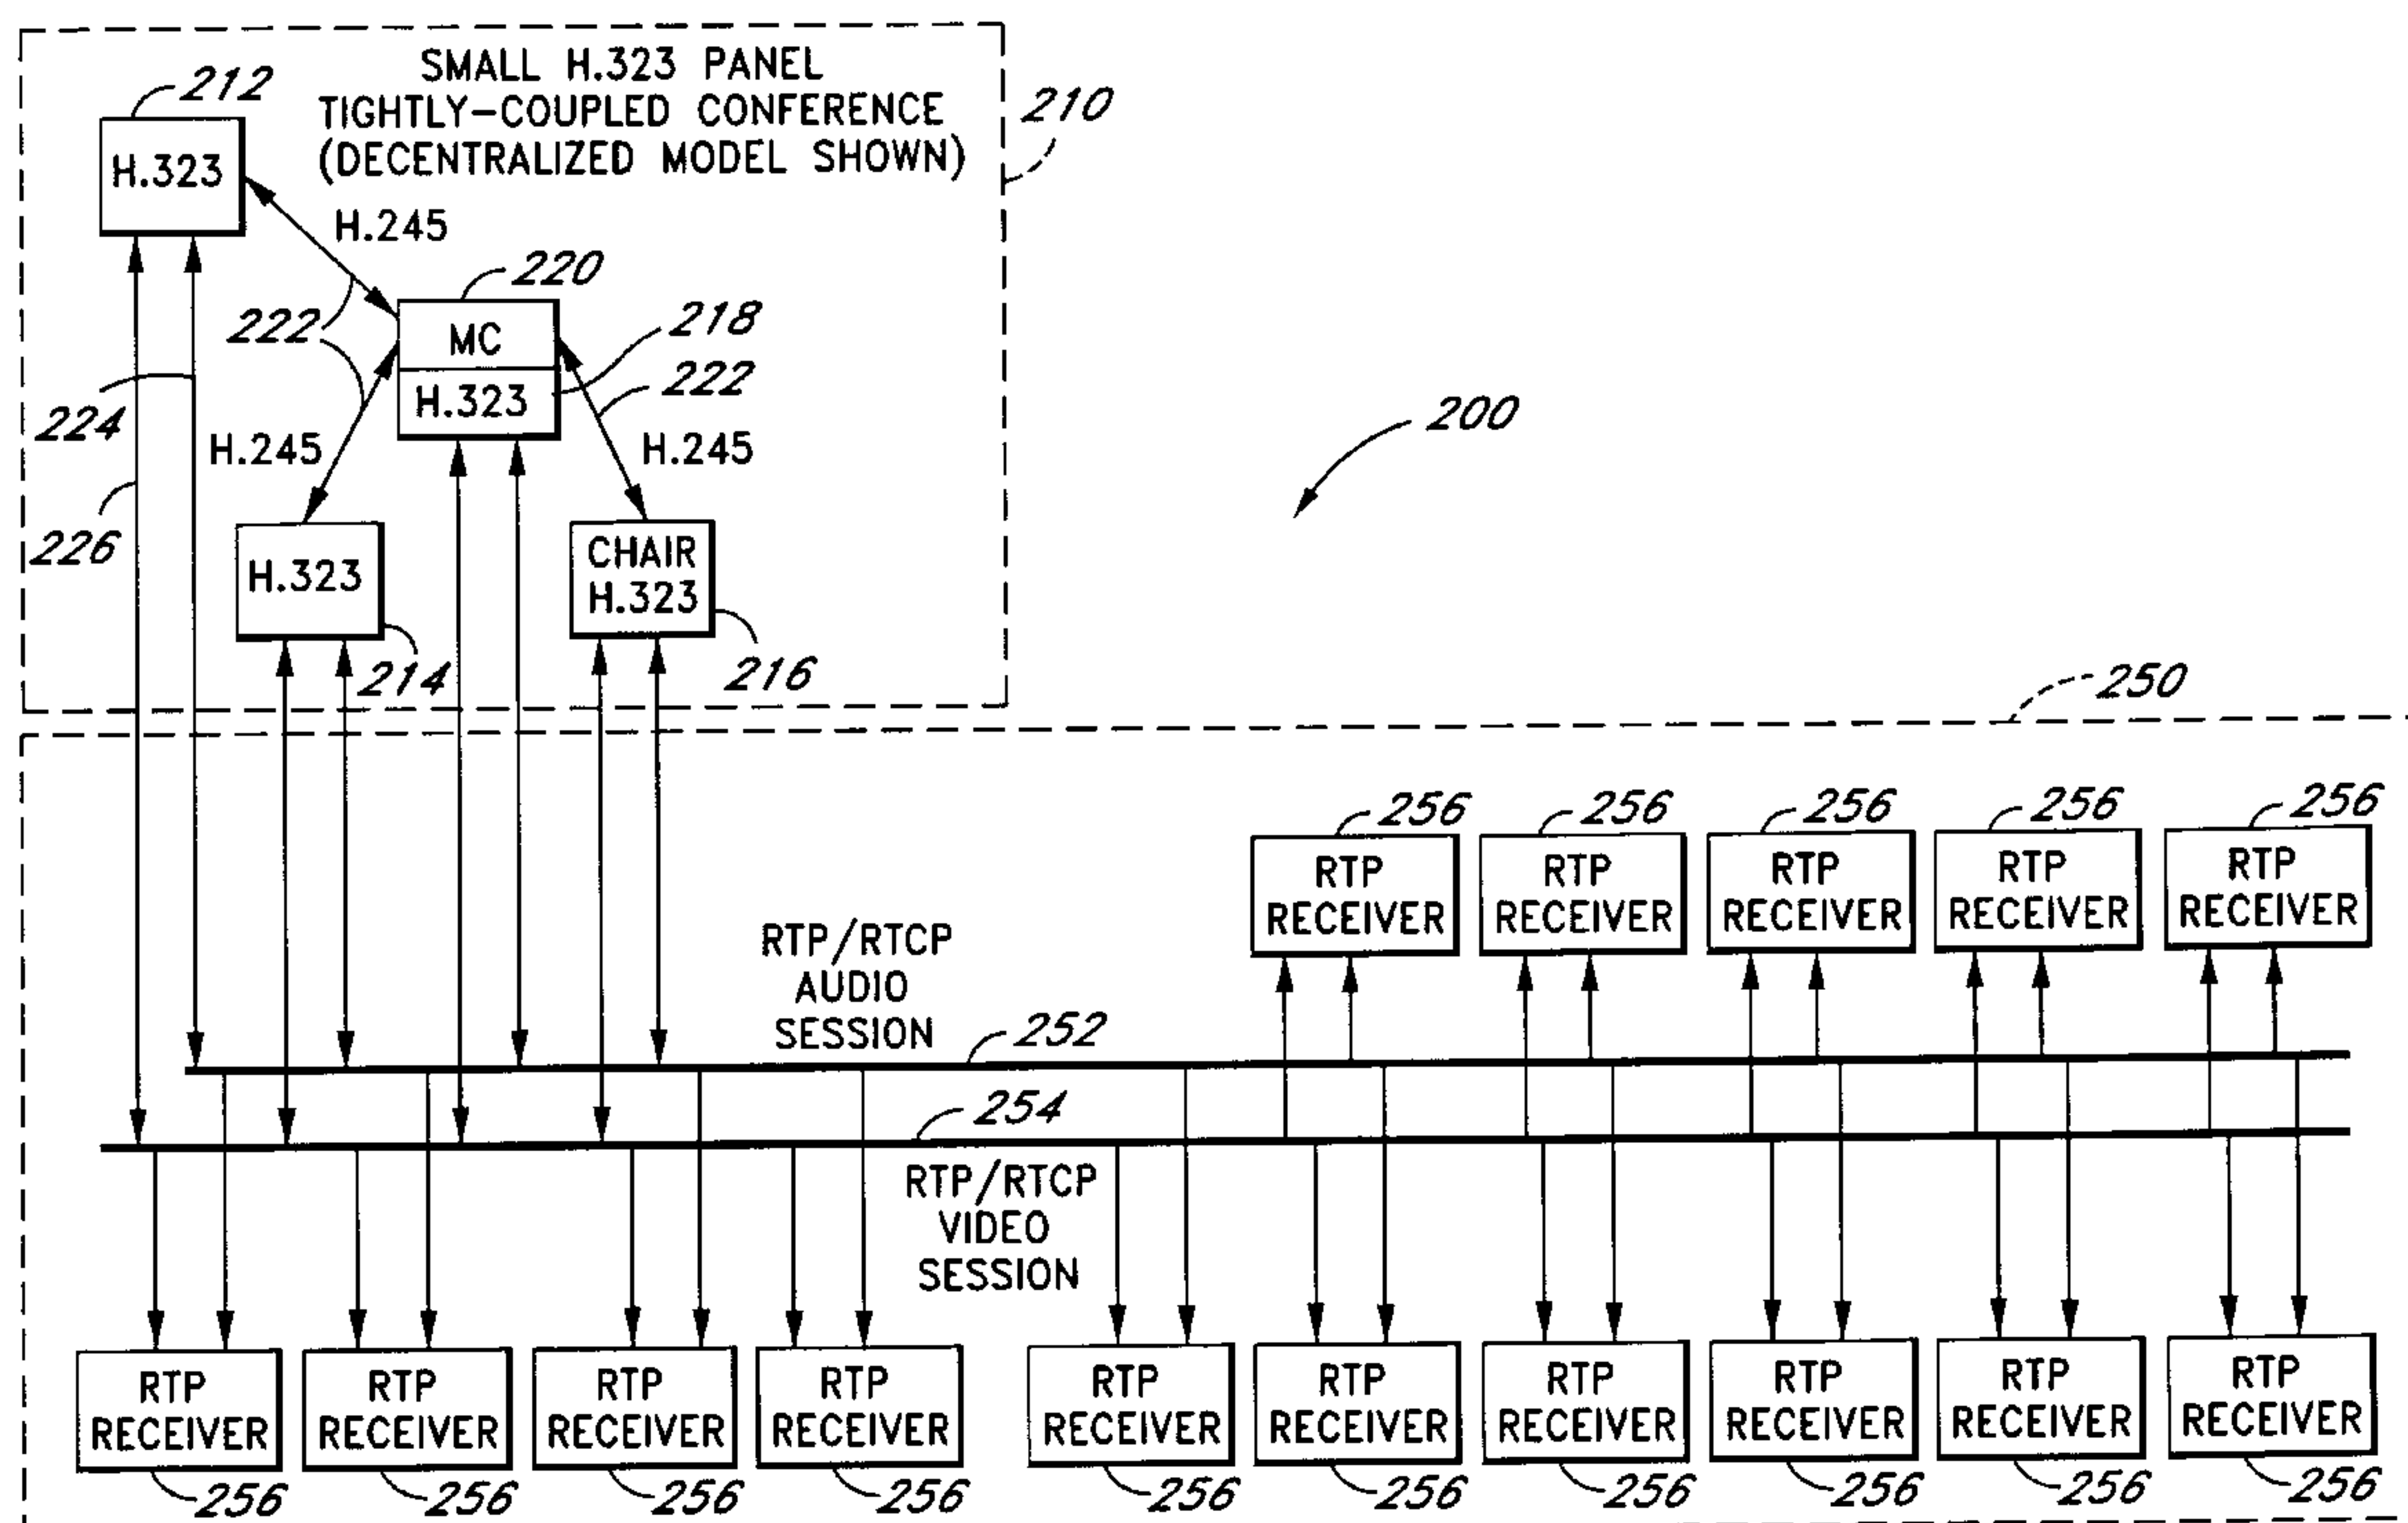 SMALL H.323 PANEL
TIGHTLY-COUPLED CONFERENCE
(DECENTRALIZED MODEL SHOWN)
210
212
H.323
H.245
220
222
MC
218
H.323
222
224
H.245
H.245
200
226
H.323
CHAIR
H.323
214
216
250
256
256
256
256
256
RTP
RECEIVER
RTP
RECEIVER
RTP
RECEIVER
RTP
RECEIVER
RTP
RECEIVER
RTP/RTCP
AUDIO
SESSION
252
254
RTP/RTCP
VIDEO
SESSION
RTP
RECEIVER
RTP
RECEIVER
RTP
RECEIVER
RTP
RECEIVER
RTP
RECEIVER
RTP
RECEIVER
RTP
RECEIVER
RTP
RECEIVER
RTP
RECEIVER
RTP
RECEIVER
256
256
256
256
256
256
256
256
256
256